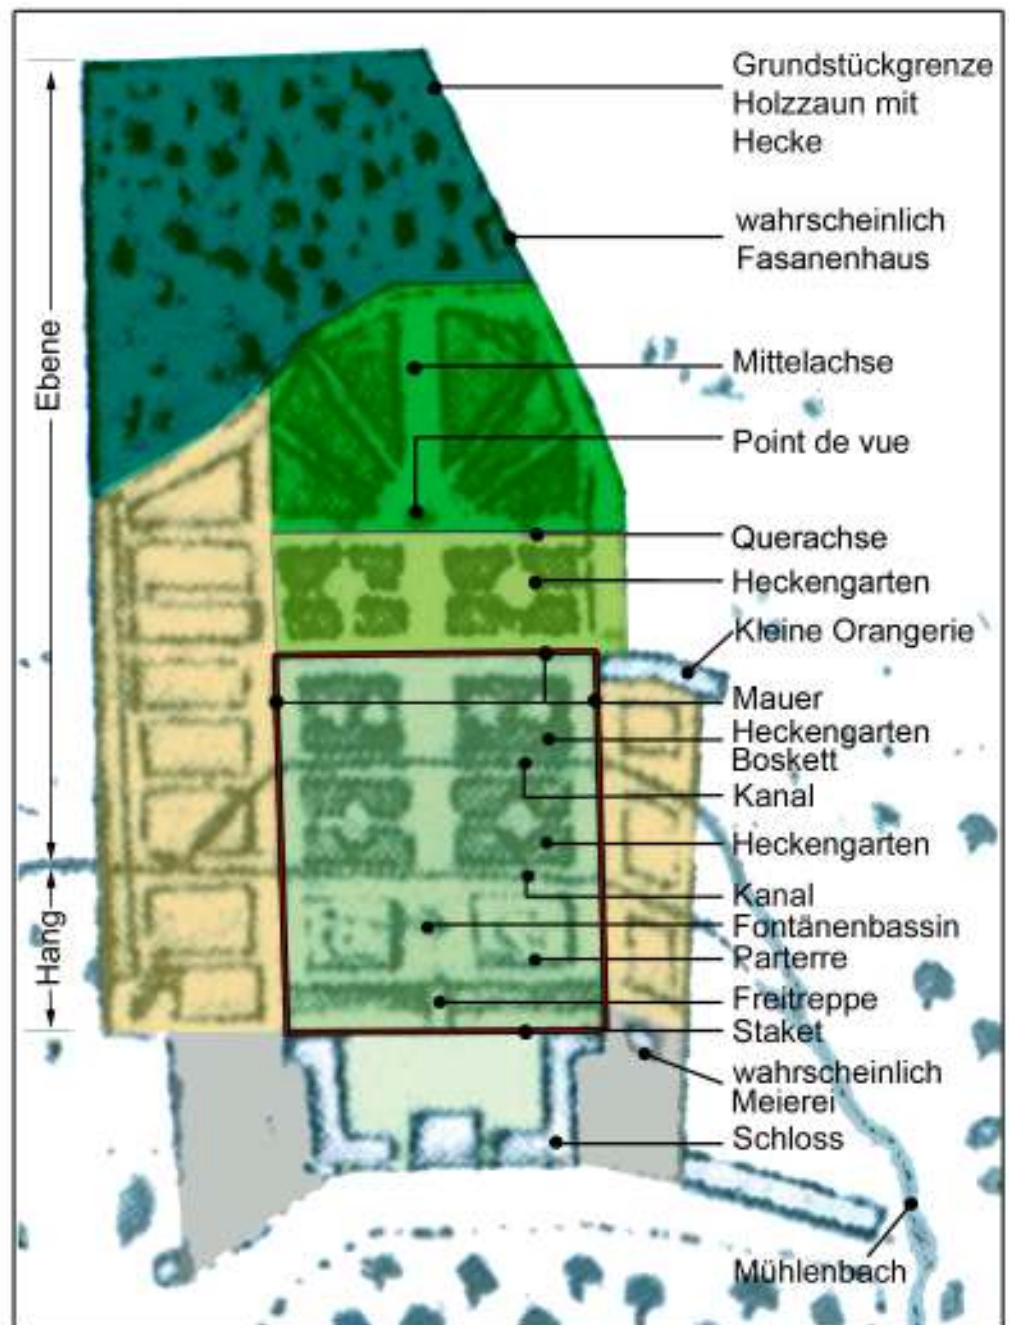 Grundstückgrenze
Holzzaun mit
Hecke
wahrscheinlich
Fasanenhaus
Ebene
Mittelachse
Point de vue
Querachse
Heckengarten
Kleine Orangerie
Mauer
Heckengarten
Boskett
Kanal
Heckengarten
Kanal
Hang
Fontänenbassin
Parterre
Freitreppe
Staket
wahrscheinlich
Meierei
Schloss
Mühlenbach